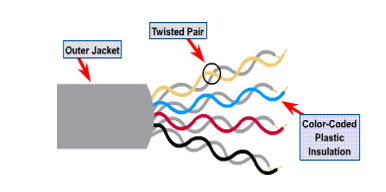 Twisted Pair
Outer Jacket
Color-Coded
Plastic
Insulation